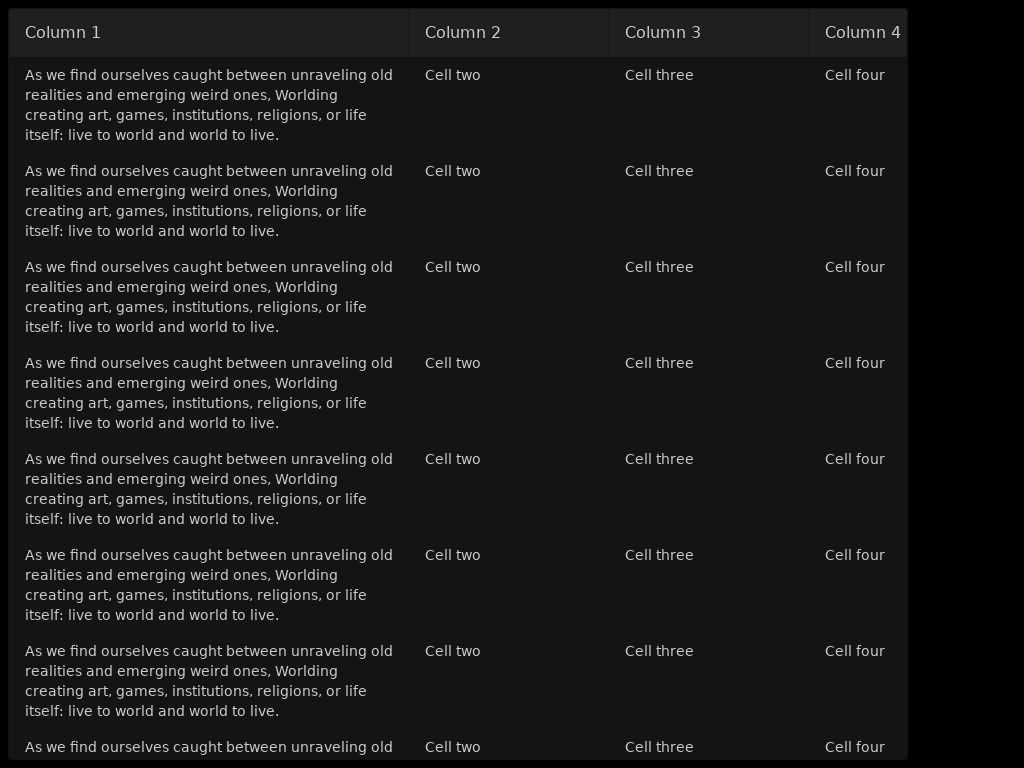 Column 1 Column 2 Column 3 Column 4
As we find ourselves caught between unraveling old Cell two Cell three Cell four
realities and emerging weird ones, Worlding
creating art, games, institutions, religions, or life
itself: live to world and world to live.
As we find ourselves caught between unraveling old Cell two Cell three Cell four
realities and emerging weird ones, Worlding
creating art, games, institutions, religions, or life
itself: live to world and world to live.
As we find ourselves caught between unraveling old Cell two Cell three Cell four
realities and emerging weird ones, Worlding
creating art, games, institutions, religions, or life
itself: live to world and world to live.
As we find ourselves caught between unraveling old Cell two Cell three Cell four
realities and emerging weird ones, Worlding
creating art, games, institutions, religions, or life
itself: live to world and world to live.
As we find ourselves caught between unraveling old Cell two Cell three Cell four
realities and emerging weird ones, Worlding
creating art, games, institutions, religions, or life
itself: live to world and world to live.
As we find ourselves caught between unraveling old Cell two Cell three Cell four
realities and emerging weird ones, Worlding
creating art, games, institutions, religions, or life
itself: live to world and world to live.
As we find ourselves caught between unraveling old Cell two Cell three Cell four
realities and emerging weird ones, Worlding
creating art, games, institutions, religions, or life
itself: live to world and world to live.
As we find ourselves caught between unraveling old Cell two Cell three Cell four